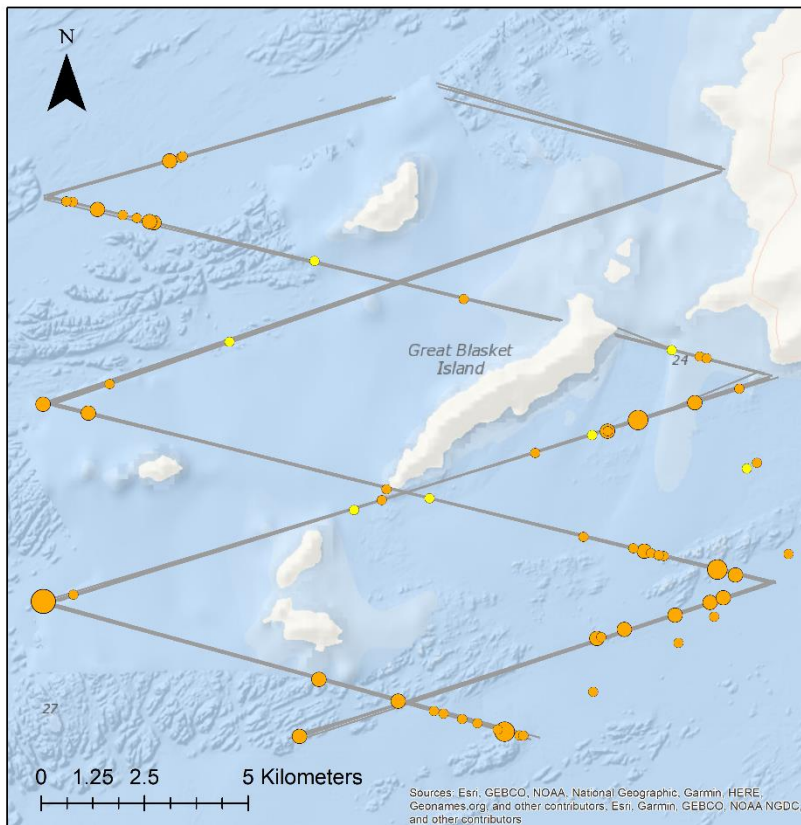 N
Great Blasket
Island
24
27
0 1.25 2.5 5 Kilometers
Sources: Esri, GEBCO, NOAA, National Geographic, Garmin, HERE,
Geonames.org, and other contributors, Esri, Garmin, GEBCO, NOAA NGDC,
and other contributors